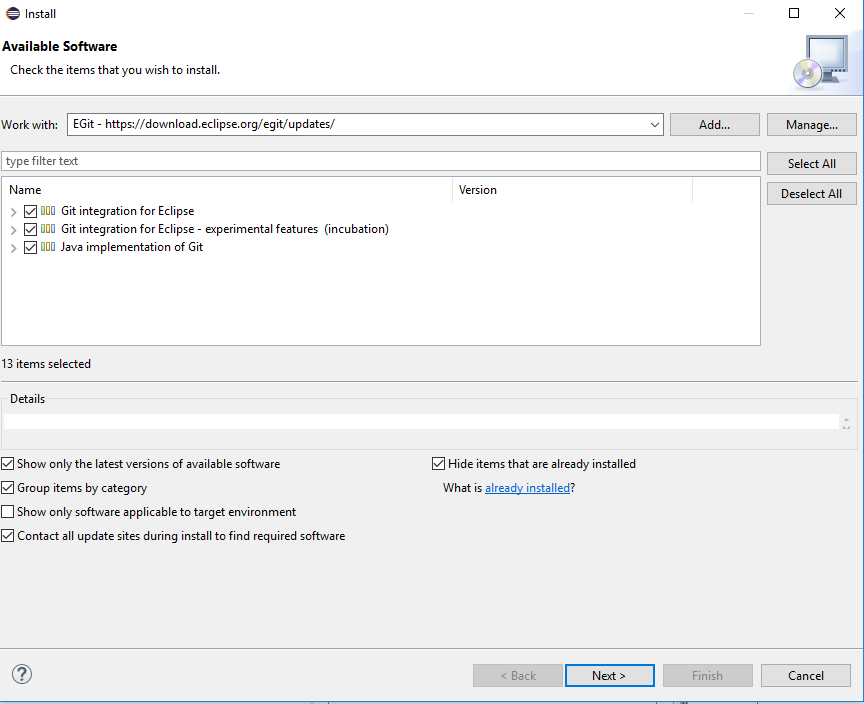 Install
Available Software
Check the items that you wish to install.
Work with: EGit - https://download.eclipse.org/egit/updates/ Add... Manage...
type filter text Select All
Deselect All
Name Version
Git integration for Eclipse
Git integration for Eclipse - experimental features (incubation)
Java implementation of Git
13 items selected
Details
Show only the latest versions of available software Hide items that are already installed
Group items by category What is already installed?
Show only software applicable to target environment
Contact all update sites during install to find required software
? < Back Next > Finish Cancel